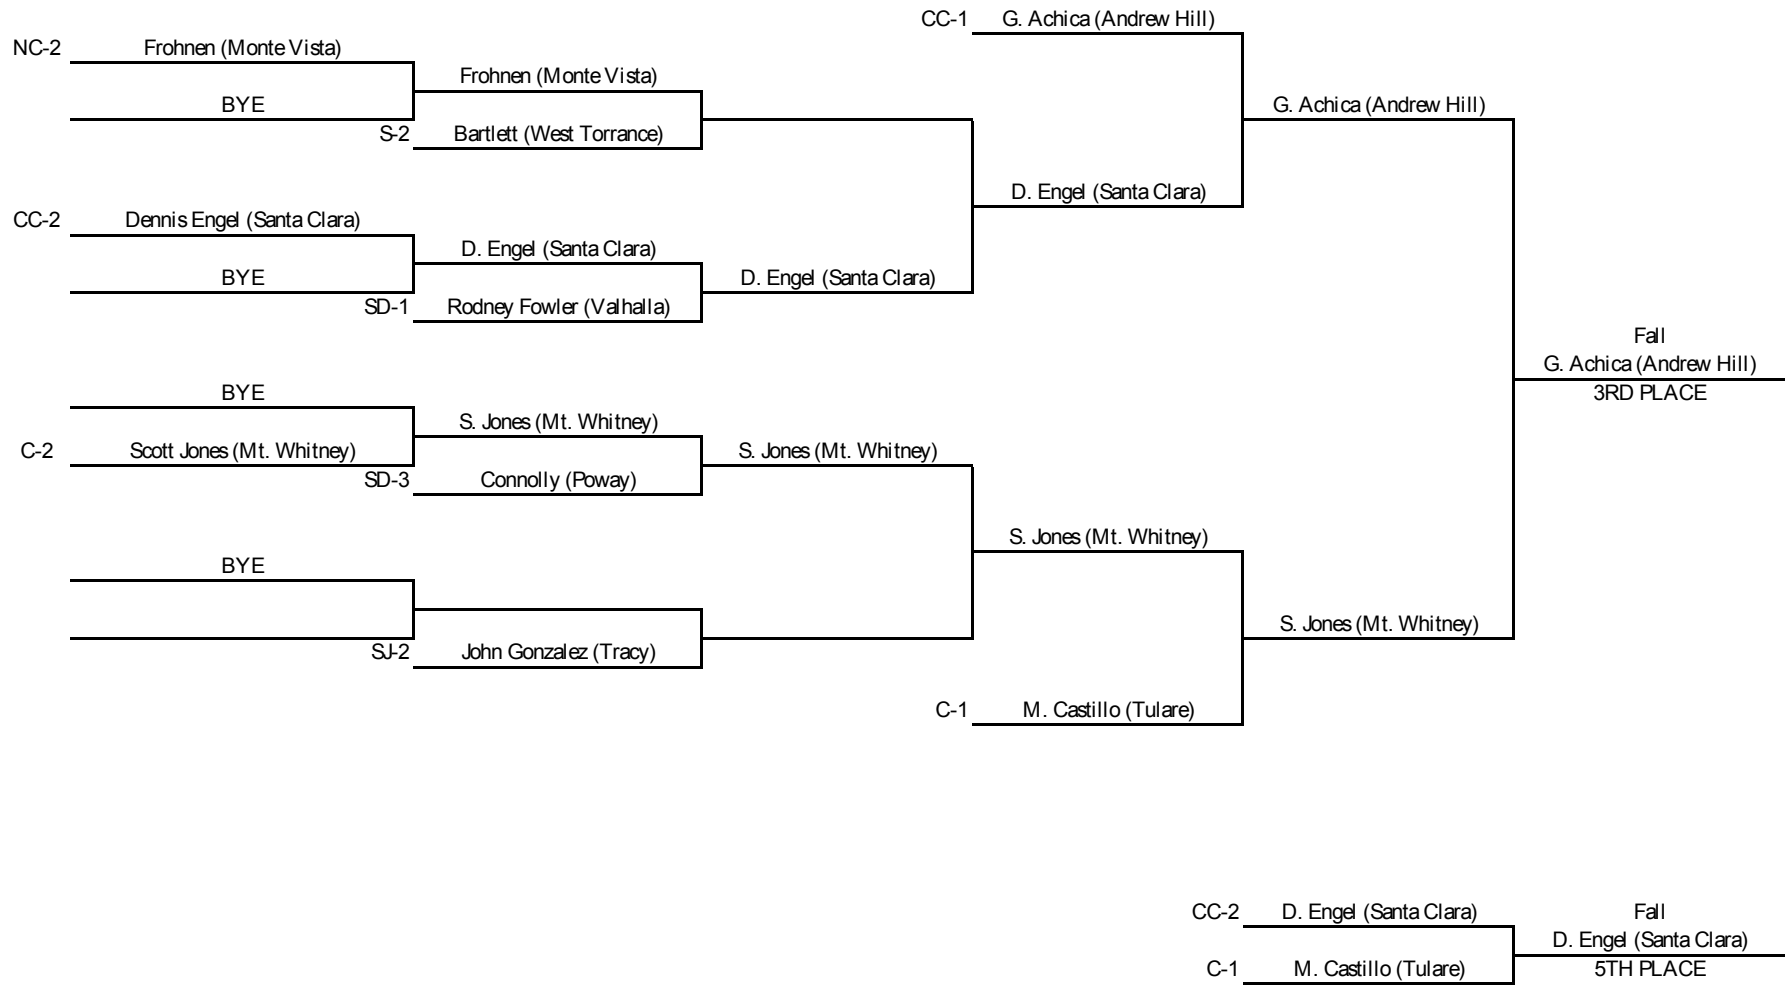 CC-1 G. Achica (Andrew Hill)
NC-2 Frohnen (Monte Vista)
Frohnen (Monte Vista)
BYE
G. Achica (Andrew Hill)
S-2 Bartlett (West Torrance)
D. Engel (Santa Clara)
CC-2 Dennis Engel (Santa Clara)
D. Engel (Santa Clara)
BYE
D. Engel (Santa Clara)
SD-1 Rodney Fowler (Valhalla)
Fall
G. Achica (Andrew Hill)
3RD PLACE
BYE
S. Jones (Mt. Whitney)
C-2 Scott Jones (Mt. Whitney)
S. Jones (Mt. Whitney)
SD-3 Connolly (Poway)
S. Jones (Mt. Whitney)
BYE
S. Jones (Mt. Whitney)
SJ-2 John Gonzalez (Tracy)
C-1 M. Castillo (Tulare)
CC-2 D. Engel (Santa Clara)
Fall
D. Engel (Santa Clara)
C-1 M. Castillo (Tulare)
5TH PLACE